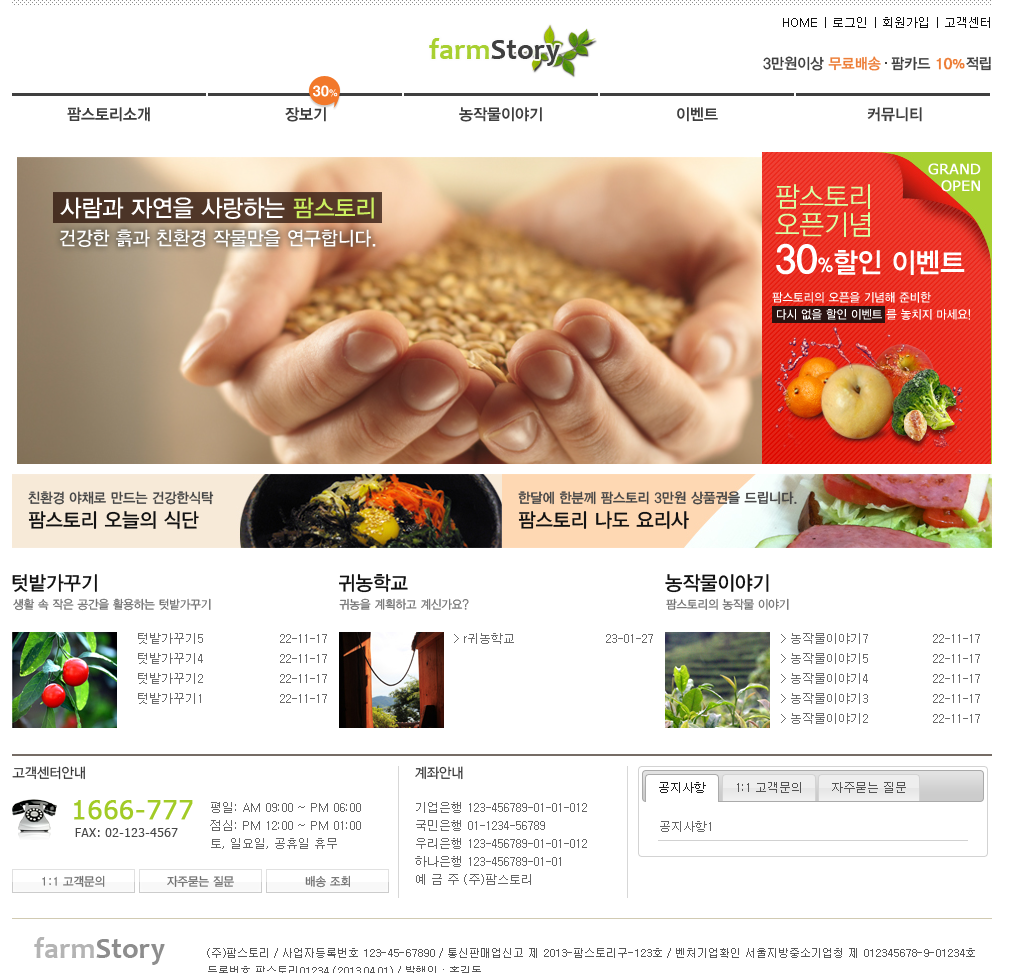 HOME | 로그인 | 회원가입 | 고객센터
farmStory
3만원이상 무료배송 · 팜카드 10%적립
30%
팜스토리소개 장보기 농작물이야기 이벤트 커뮤니티
사람과 자연을 사랑하는 팜스토리
건강한 흙과 친환경 작물만을 연구합니다.
GRAND
OPEN
팜스토리
오픈기념
30%할인 이벤트
팜스토리의 오픈을 기념해 준비한
다시 없을 할인 이벤트를 놓치지 마세요!
친환경 야채로 만드는 건강한식탁
팜스토리 오늘의 식단
한달에 한분께 팜스토리 3만원 상품권을 드립니다.
팜스토리 나도 요리사
텃밭가꾸기
생활 속 작은 공간을 활용하는 텃밭가꾸기
텃밭가꾸기5 22-11-17
텃밭가꾸기4 22-11-17
텃밭가꾸기2 22-11-17
텃밭가꾸기1 22-11-17
귀농학교
귀농을 계획하고 계신가요?
> r귀농학교 23-01-27
농작물이야기
팜스토리의 농작물 이야기
> 농작물이야기7 22-11-17
> 농작물이야기5 22-11-17
> 농작물이야기4 22-11-17
> 농작물이야기3 22-11-17
> 농작물이야기2 22-11-17
고객센터안내
1666-777
FAX: 02-123-4567
평일: AM 09:00 ~ PM 06:00
점심: PM 12:00 ~ PM 01:00
토, 일요일, 공휴일 휴무
1:1 고객문의 자주묻는 질문 배송 조회
계좌안내
기업은행 123-456789-01-01-012
국민은행 01-1234-56789
우리은행 123-456789-01-01-012
하나은행 123-456789-01-01
예 금 주 (주)팜스토리
공지사항 1:1 고객문의 자주묻는 질문
공지사항1
farmStory
(주)팜스토리 / 사업자등록번호 123-45-67890 / 통신판매업신고 제 2013-팜스토리구-123호 / 벤처기업확인 서울지방중소기업청 제 012345678-9-01234호
등록번호 팜스토리01234 (2013.04.01) / 발행인 : 홍길동